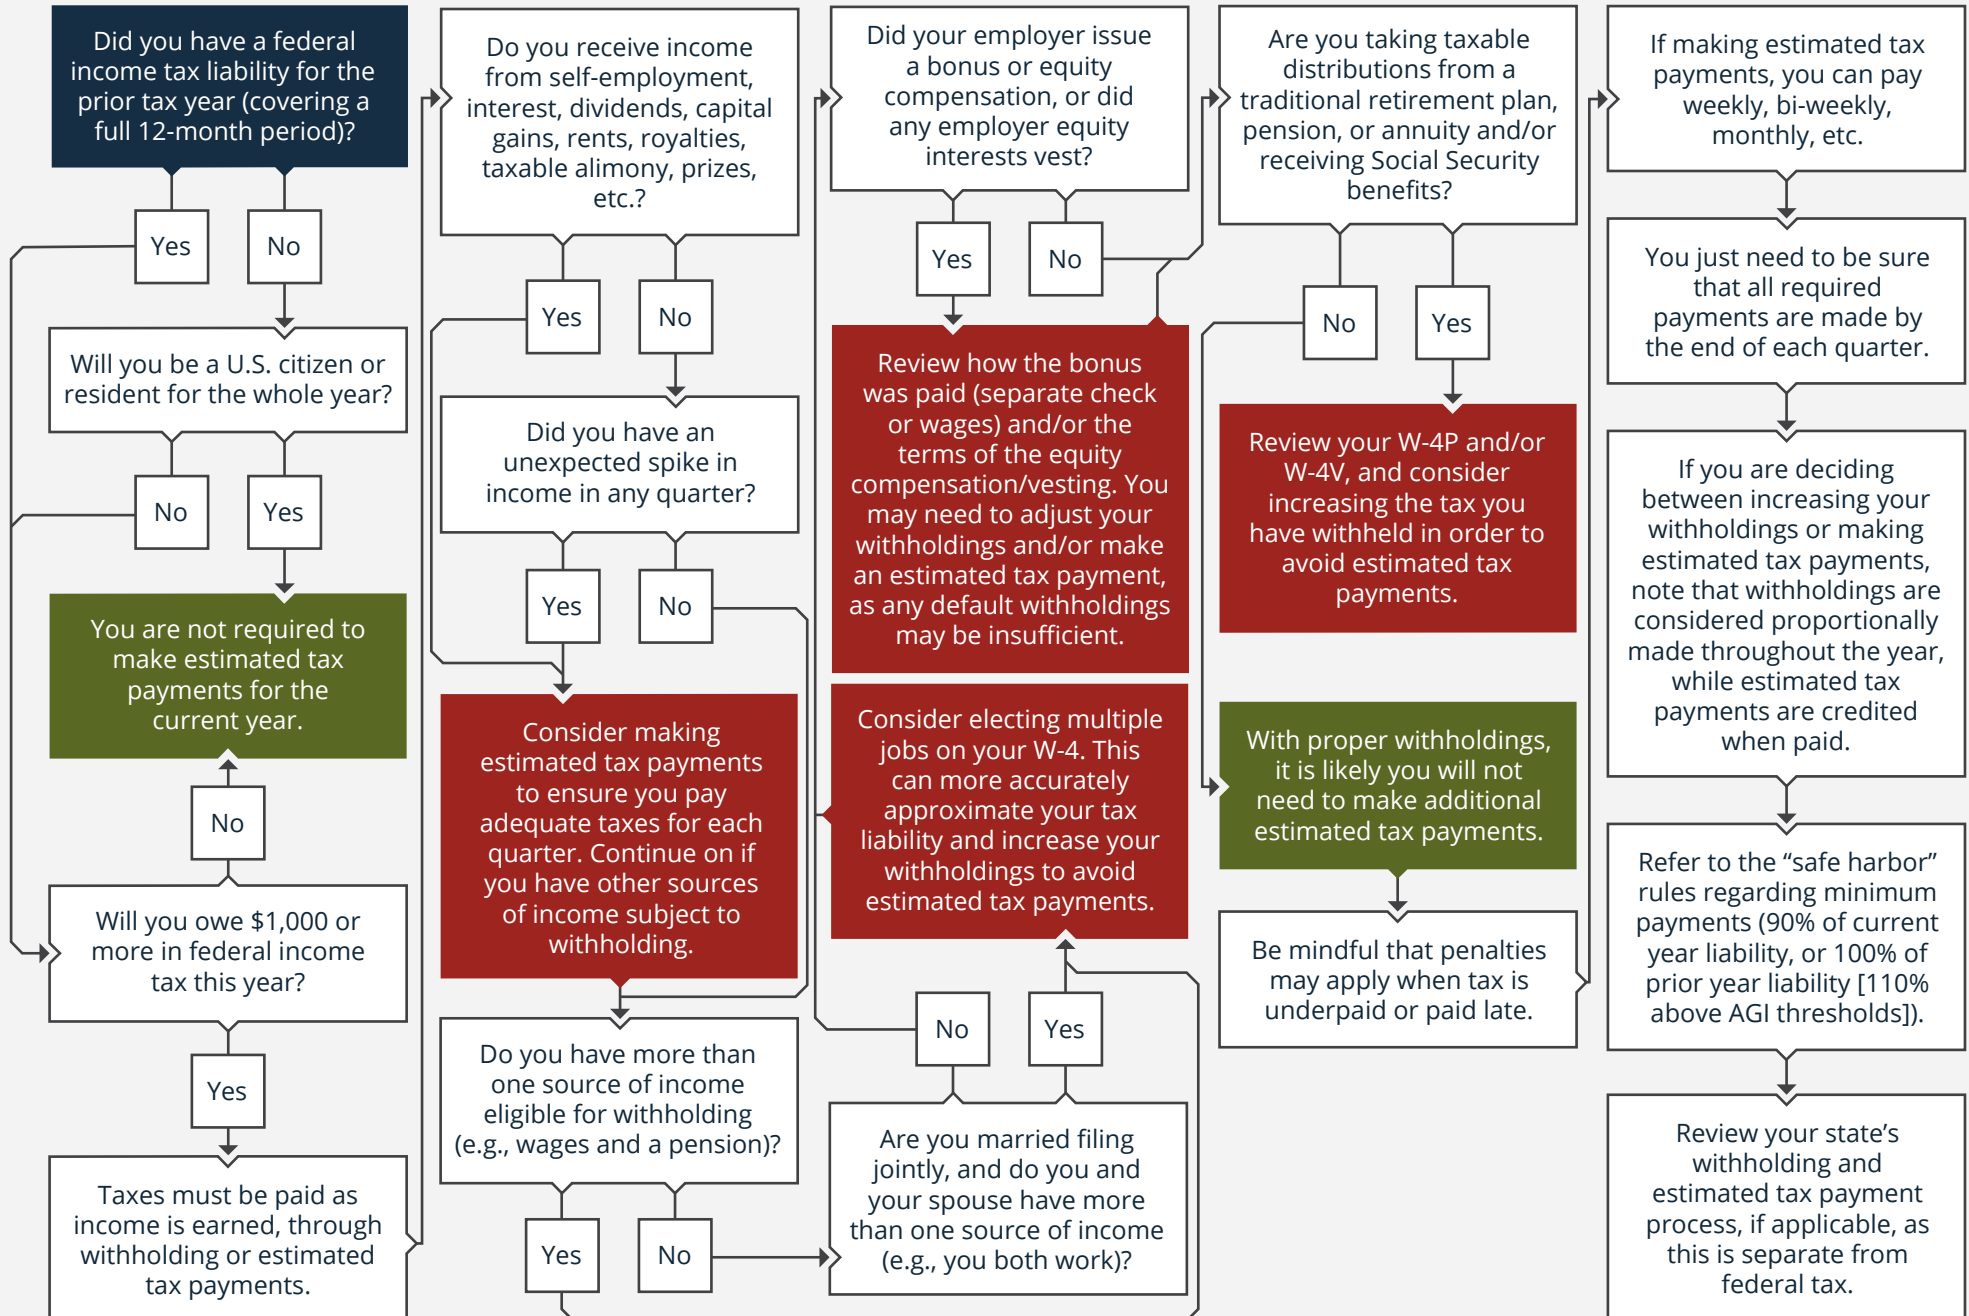 Did you have a federal
income tax liability for the
prior tax year (covering a
full 12-month period)?
Yes
No
Will you be a U.S. citizen or
resident for the whole year?
No
Yes
You are not required to
make estimated tax
payments for the
current year.
No
Will you owe $1,000 or
more in federal income
tax this year?
Yes
Taxes must be paid as
income is earned, through
withholding or estimated
tax payments.
Do you receive income
from self-employment,
interest, dividends, capital
gains, rents, royalties,
taxable alimony, prizes,
etc.?
Yes
No
Did you have an
unexpected spike in
income in any quarter?
Yes
No
Consider making
estimated tax payments
to ensure you pay
adequate taxes for each
quarter. Continue on if
you have other sources
of income subject to
withholding.
Do you have more than
one source of income
eligible for withholding
(e.g., wages and a pension)?
Yes
No
Did your employer issue
a bonus or equity
compensation, or did
any employer equity
interests vest?
Yes
No
Review how the bonus
was paid (separate check
or wages) and/or the
terms of the equity
compensation/vesting. You
may need to adjust your
withholdings and/or make
an estimated tax payment,
as any default withholdings
may be insufficient.
Consider electing multiple
jobs on your W-4. This
can more accurately
approximate your tax
liability and increase your
withholdings to avoid
estimated tax payments.
No
Yes
Are you married filing
jointly, and do you and
your spouse have more
than one source of income
(e.g., you both work)?
Are you taking taxable
distributions from a
traditional retirement plan,
pension, or annuity and/or
receiving Social Security
benefits?
No
Yes
Review your W-4P and/or
W-4V, and consider
increasing the tax you
have withheld in order to
avoid estimated tax
payments.
With proper withholdings,
it is likely you will not
need to make additional
estimated tax payments.
Be mindful that penalties
may apply when tax is
underpaid or paid late.
If making estimated tax
payments, you can pay
weekly, bi-weekly,
monthly, etc.
You just need to be sure
that all required
payments are made by
the end of each quarter.
If you are deciding
between increasing your
withholdings or making
estimated tax payments,
note that withholdings are
considered proportionally
made throughout the year,
while estimated tax
payments are credited
when paid.
Refer to the “safe harbor”
rules regarding minimum
payments (90% of current
year liability, or 100% of
prior year liability [110%
above AGI thresholds]).
Review your state’s
withholding and
estimated tax payment
process, if applicable, as
this is separate from
federal tax.